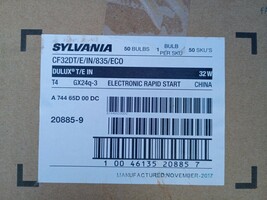 SYLVANIA 50 BULBS 1 BULB PER SKU 50 SKU'S
CF32DT/E/IN/835/ECO
DULUX® T/E IN 32W
T4 GX24q-3 ELECTRONIC RAPID START CHINA
A 744 65D 00 DC
20885-9
1 00 46135 20885 7
MANUFACTURED NOVEMBER-2017